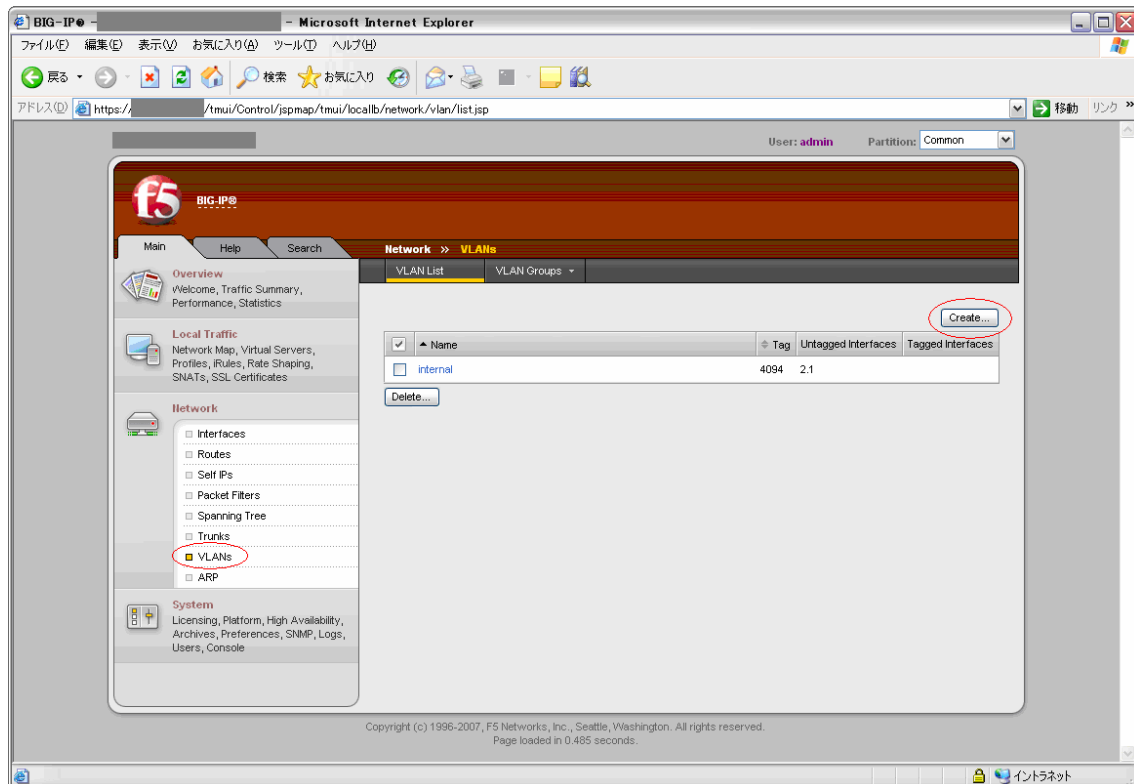 BIG-IP® - - Microsoft Internet Explorer
ファイル(F) 編集(E) 表示(V) お気に入り(A) ツール(T) ヘルプ(H)
戻る 検索 お気に入り
アドレス(D) https:// /tmui/Control/jspmap/tmui/locallb/network/vlan/list.jsp 移動 リンク »
User: admin Partition: Common
f5 BIG-IP®
Main Help Search Network » VLANs
VLAN List VLAN Groups
Overview
Welcome, Traffic Summary,
Performance, Statistics
Local Traffic
Network Map, Virtual Servers,
Profiles, iRules, Rate Shaping,
SNATs, SSL Certificates
Network
Interfaces
Routes
Self IPs
Packet Filters
Spanning Tree
Trunks
VLANs
ARP
System
Licensing, Platform, High Availability,
Archives, Preferences, SNMP, Logs,
Users, Console
Create...
Name Tag Untagged Interfaces Tagged Interfaces
internal 4094 2.1
Delete...
Copyright (c) 1996-2007, F5 Networks, Inc., Seattle, Washington. All rights reserved.
Page loaded in 0.485 seconds.
イントラネット